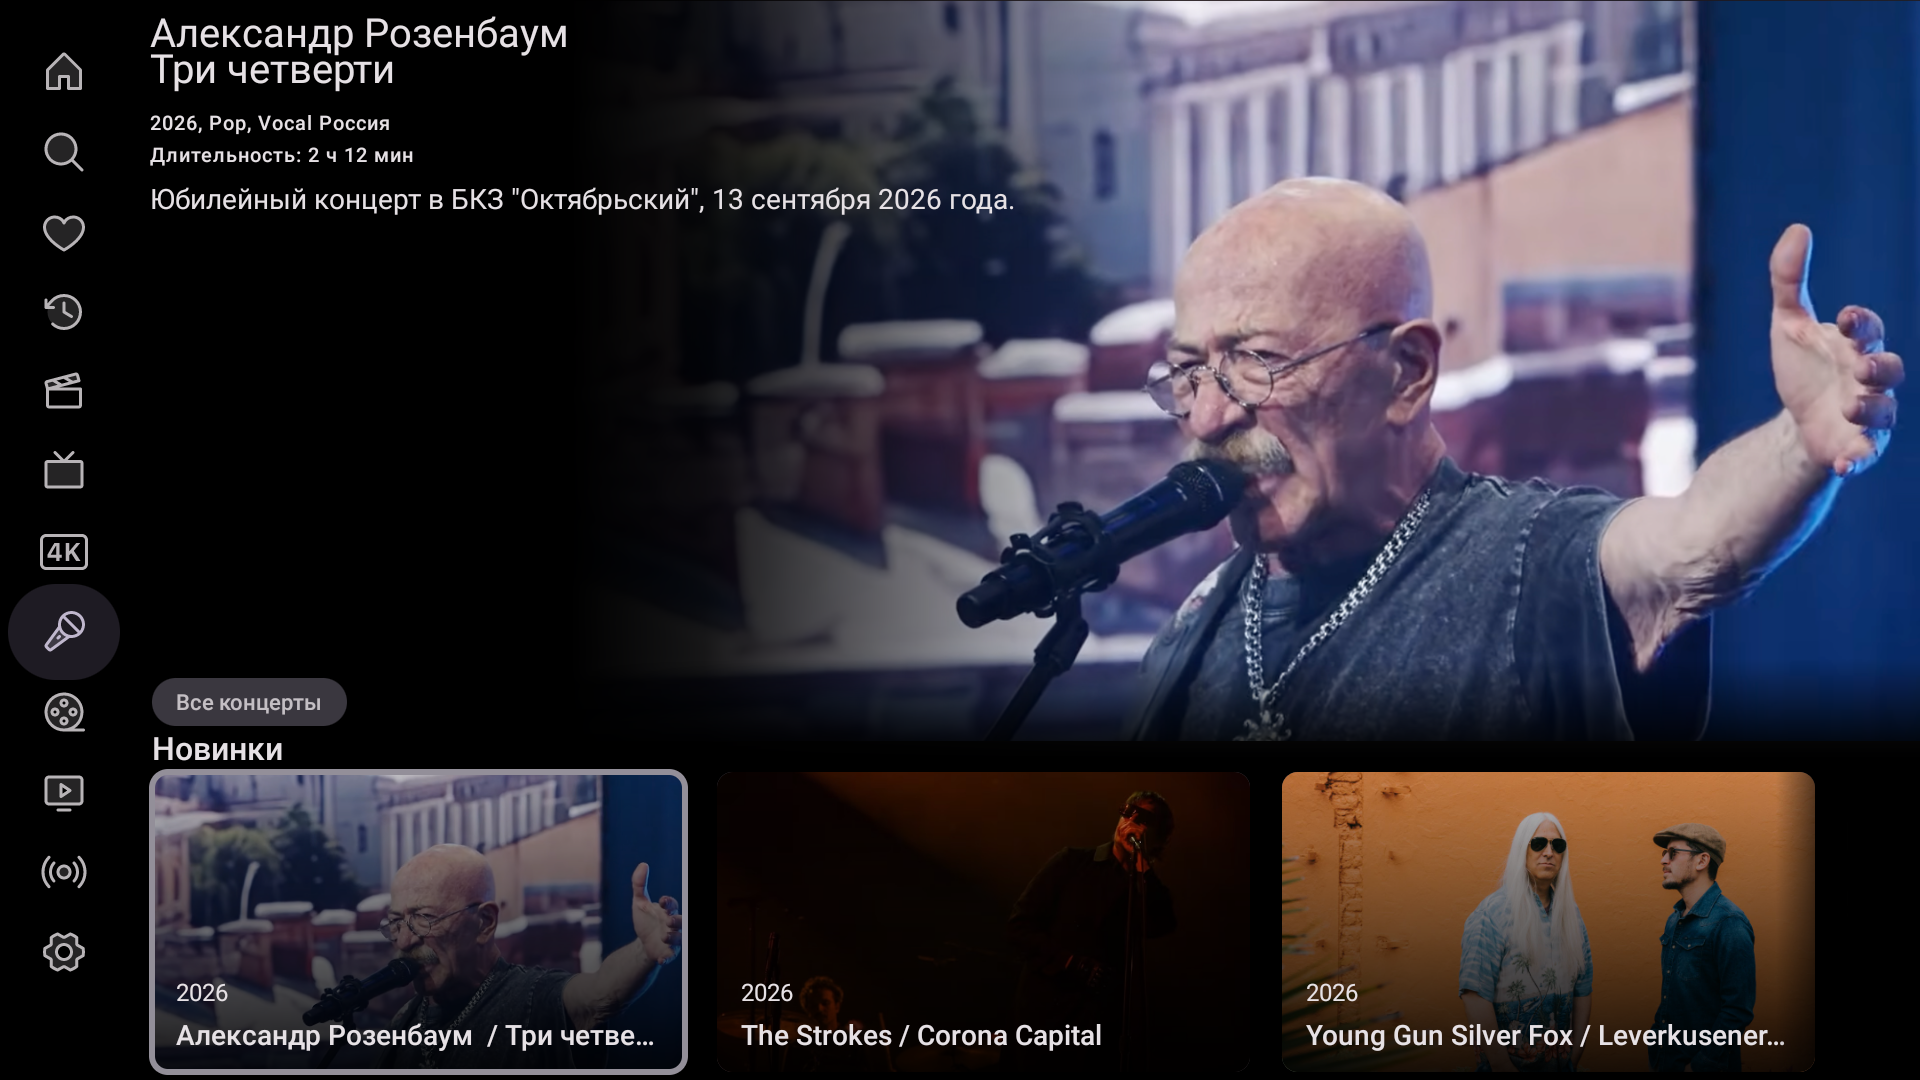 Александр Розенбаум
Три четверти
2026, Pop, Vocal Россия
Длительность: 2 ч 12 мин
Юбилейный концерт в БКЗ "Октябрьский", 13 сентября 2026 года.
4K
Все концерты
Новинки
2026
Александр Розенбаум / Три четве...
2026
The Strokes / Corona Capital
2026
Young Gun Silver Fox / Leverkusener...